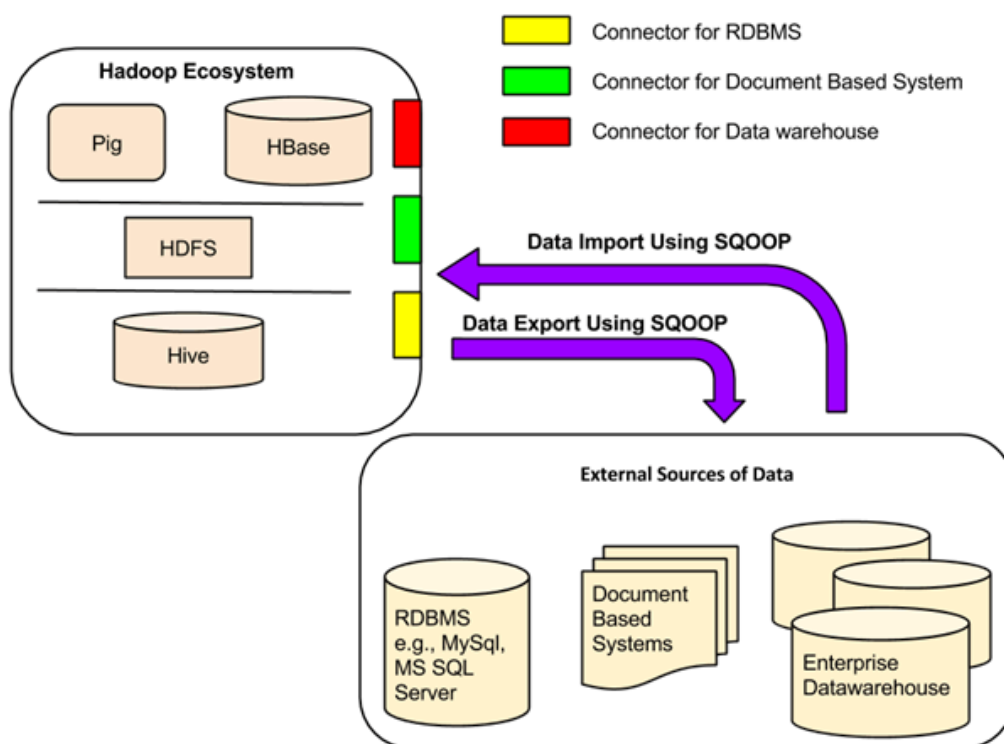 Connector for RDBMS
Connector for Document Based System
Connector for Data warehouse
Hadoop Ecosystem
Pig
HBase
HDFS
Hive
Data Import Using SQOOP
Data Export Using SQOOP
External Sources of Data
RDBMS
e.g., MySql,
MS SQL
Server
Document
Based
Systems
Enterprise
Datawarehouse